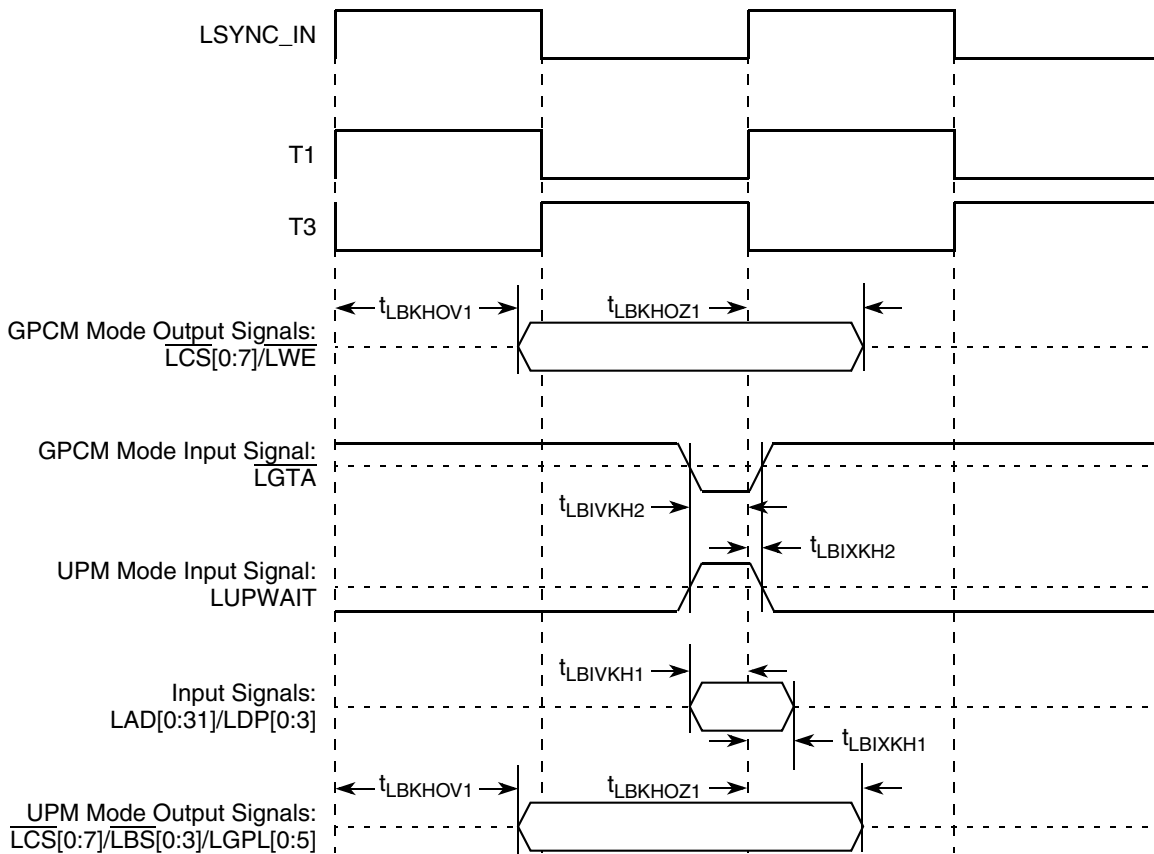 LSYNC_IN
T1
T3
tLBKHOV1
tLBKHOZ1
GPCM Mode Output Signals:
LCS[0:7]/LWE
GPCM Mode Input Signal:
LGTA
tLBIVKH2
tLBIXKH2
UPM Mode Input Signal:
LUPWAIT
tLBIVKH1
Input Signals:
LAD[0:31]/LDP[0:3]
tLBIXKH1
tLBKHOV1
tLBKHOZ1
UPM Mode Output Signals:
LCS[0:7]/LBS[0:3]/LGPL[0:5]